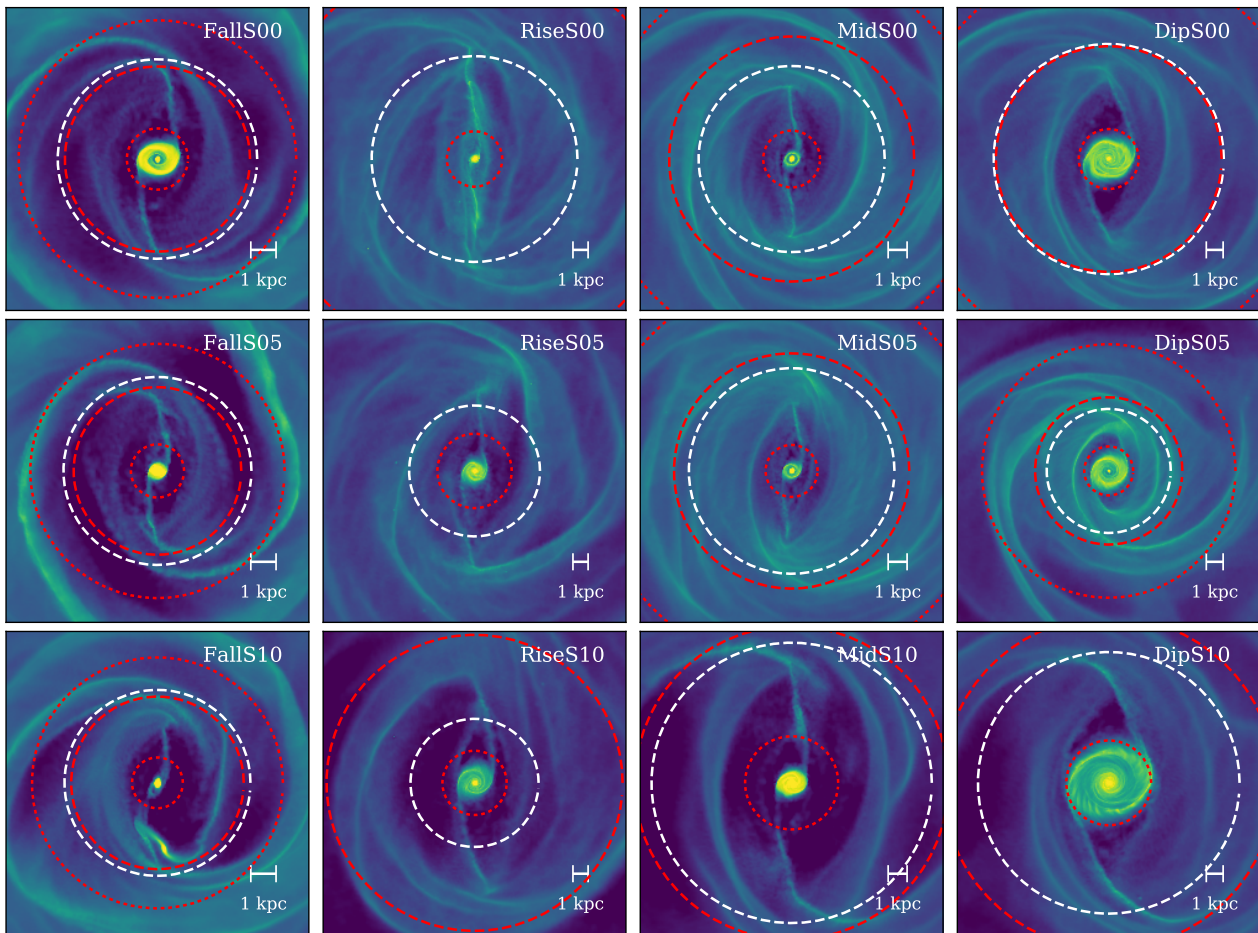 FallS00
1 kpc
RiseS00
1 kpc
MidS00
1 kpc
DipS00
1 kpc
FallS05
1 kpc
RiseS05
1 kpc
MidS05
1 kpc
DipS05
1 kpc
FallS10
1 kpc
RiseS10
1 kpc
MidS10
1 kpc
DipS10
1 kpc